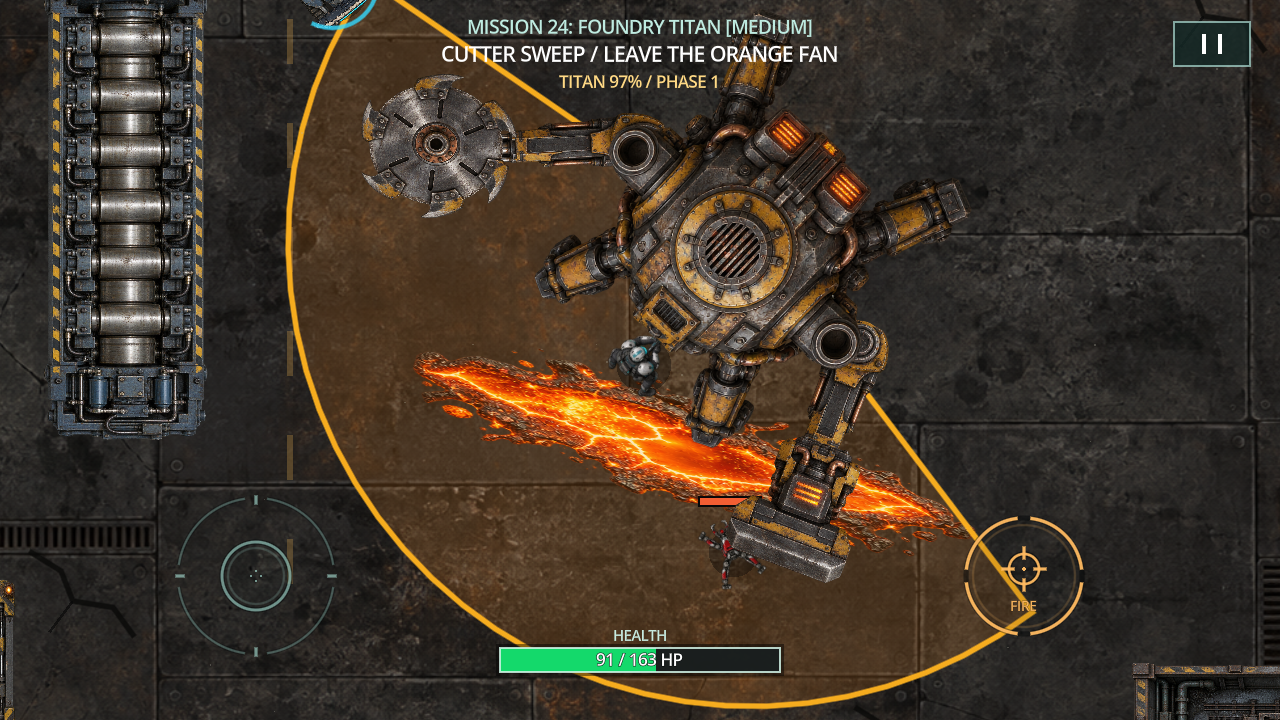 MISSION 24: FOUNDRY TITAN [MEDIUM]
CUTTER SWEEP / LEAVE THE ORANGE FAN
TITAN 97% / PHASE 1
FIRE
HEALTH
91 / 163 HP